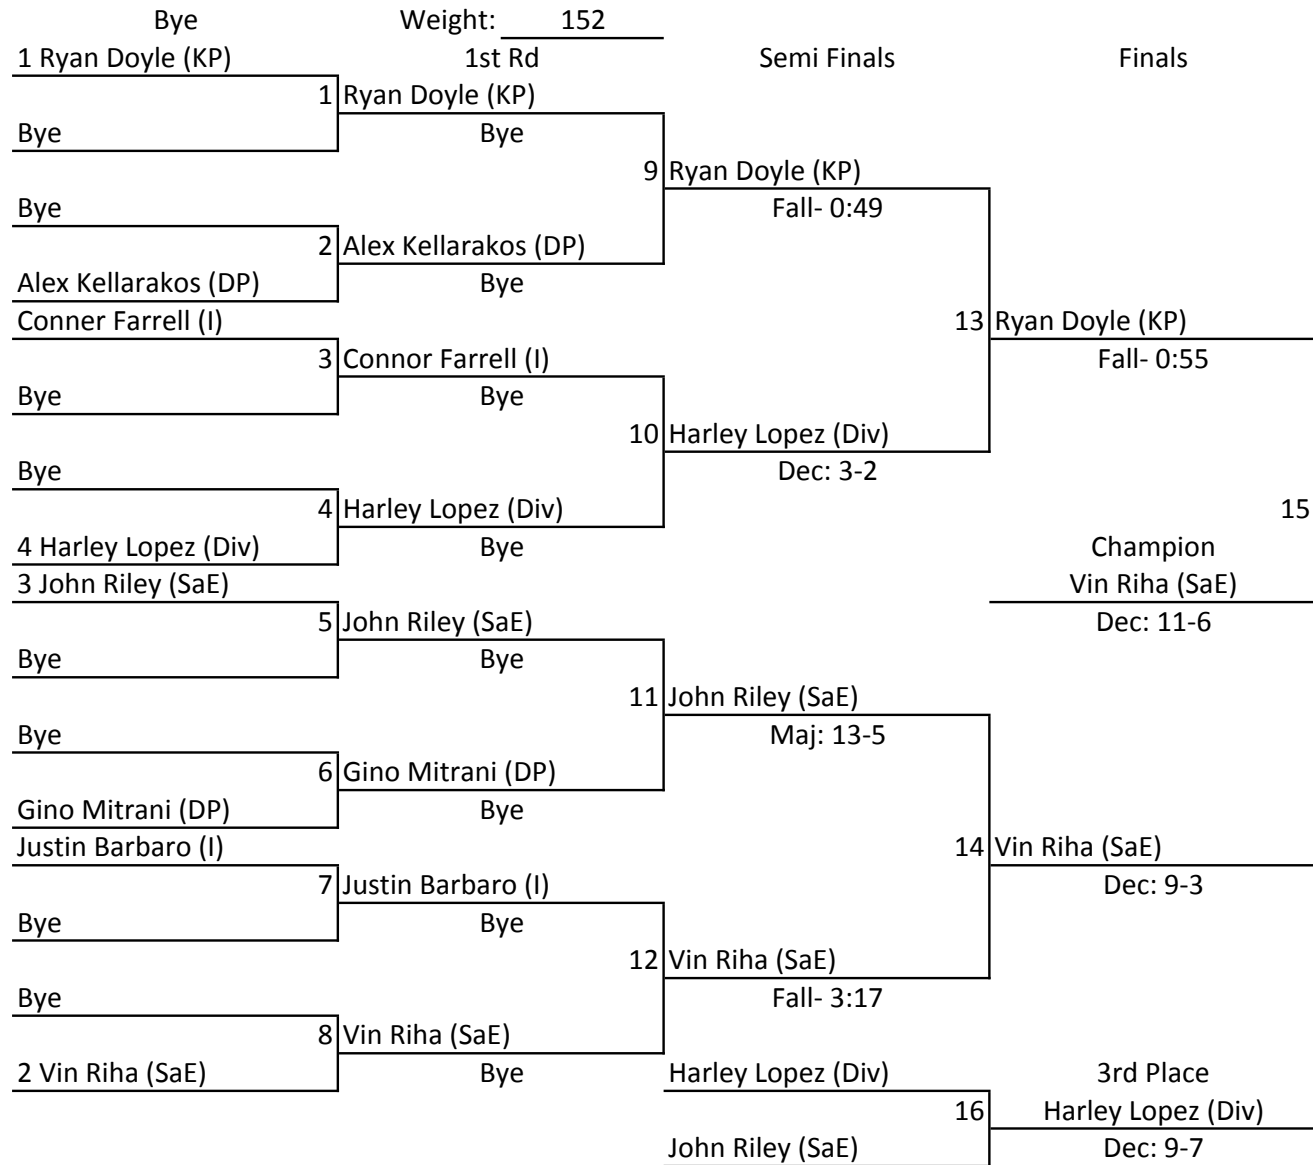 Bye Weight: 152
1 Ryan Doyle (KP) 1st Rd Semi Finals Finals
1 Ryan Doyle (KP)
Bye Bye
9 Ryan Doyle (KP)
Bye Fall- 0:49
2 Alex Kellarakos (DP)
Alex Kellarakos (DP) Bye
Conner Farrell (I) 13 Ryan Doyle (KP)
3 Connor Farrell (I) Fall- 0:55
Bye Bye
10 Harley Lopez (Div)
Bye Dec: 3-2
4 Harley Lopez (Div) 15
4 Harley Lopez (Div) Bye Champion
3 John Riley (SaE) Vin Riha (SaE)
5 John Riley (SaE) Dec: 11-6
Bye Bye
11 John Riley (SaE)
Bye Maj: 13-5
6 Gino Mitrani (DP)
Gino Mitrani (DP) Bye
Justin Barbaro (I) 14 Vin Riha (SaE)
7 Justin Barbaro (I) Dec: 9-3
Bye Bye
12 Vin Riha (SaE)
Bye Fall- 3:17
8 Vin Riha (SaE)
2 Vin Riha (SaE) Bye Harley Lopez (Div) 3rd Place
16 Harley Lopez (Div)
John Riley (SaE) Dec: 9-7